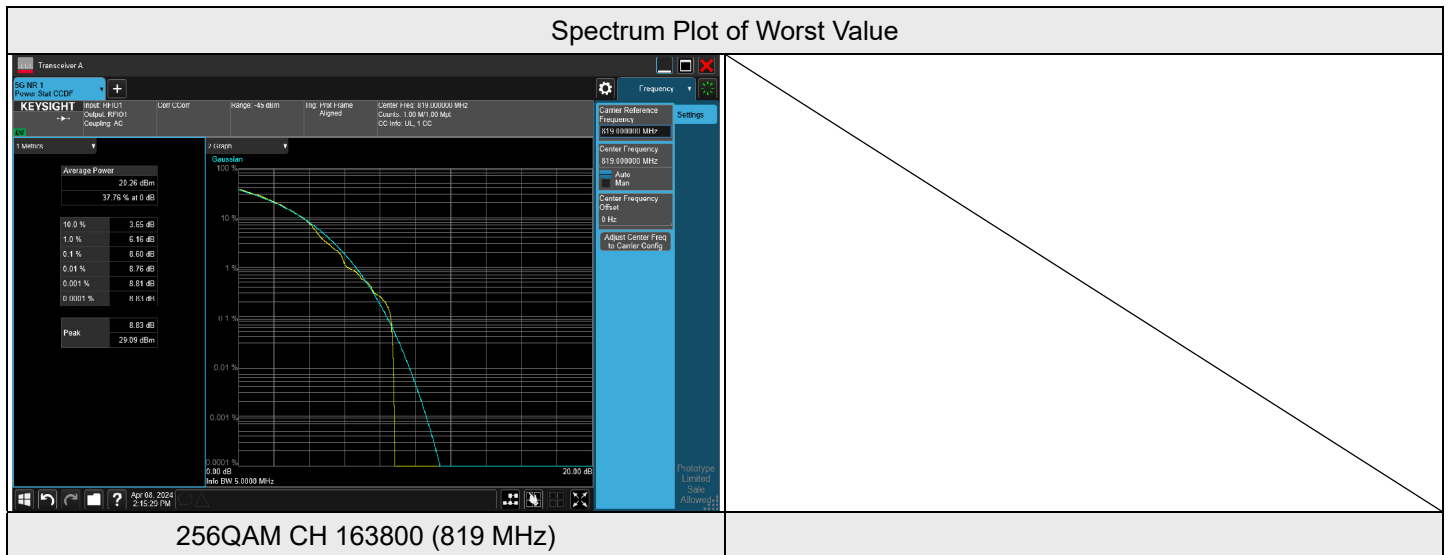 Spectrum Plot of Worst Value
Transceiver A
5G NR 1
Power Stat CCDF
+
Frequency
KEYSIGHT
Input: RFIO1
Output: RFIO1
Coupling: AC
Corr CCorr
Range: -45 dBm
Trig: Prot Frame
Aligned
Center Freq: 819.000000 MHz
Counts: 1.00 M/1.00 Mpt
CC Info: UL, 1 CC
1 Metrics
Average Power
20.26 dBm
37.76 % at 0 dB
10.0 % 3.65 dB
1.0 % 6.16 dB
0.1 % 8.60 dB
0.01 % 8.76 dB
0.001 % 8.81 dB
0.0001 % 8.83 dB
Peak
8.83 dB
29.09 dBm
2 Graph
Gaussian
100 %
10 %
1 %
0.1 %
0.01 %
0.001 %
0.0001 %
0.00 dB
20.00 dB
Info BW 5.0000 MHz
Carrier Reference
Frequency
819.000000 MHz
Center Frequency
819.000000 MHz
Auto
Man
Center Frequency
Offset
0 Hz
Adjust Center Freq
to Carrier Config
Settings
Prototype
Limited
Sale
Allowed
?
Apr 08, 2024
2:15:29 PM
256QAM CH 163800 (819 MHz)